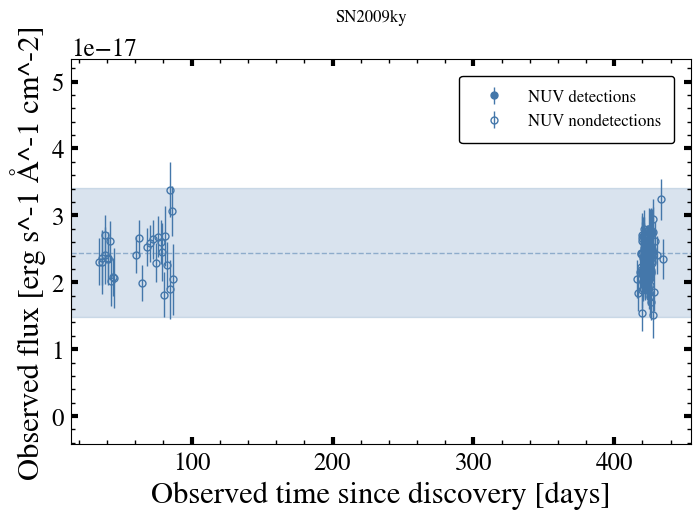 SN2009ky
1e−17
5
4
3
2
1
0
NUV detections
NUV nondetections
100
200
300
400
Observed time since discovery [days]
Observed flux [erg s^-1 Å^-1 cm^-2]